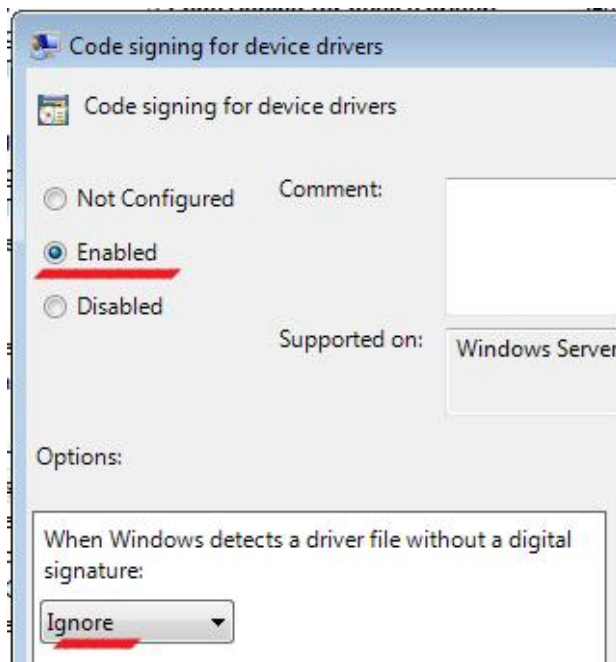 Code signing for device drivers
Code signing for device drivers
Not Configured
Comment:
Enabled
Disabled
Supported on:
Windows Server
Options:
When Windows detects a driver file without a digital
signature:
Ignore